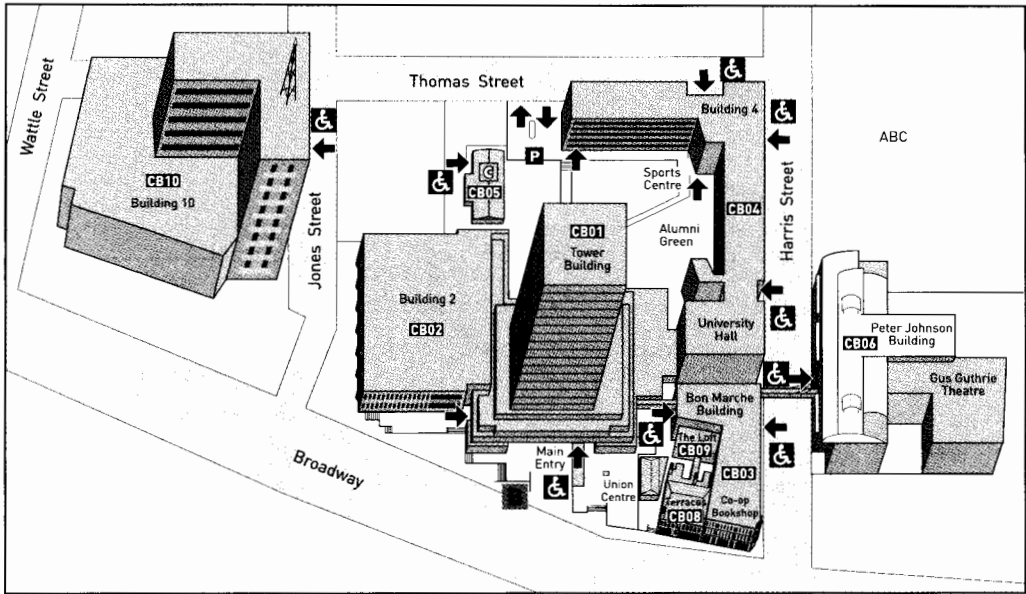 Wattle Street
Thomas Street
Building 4
ABC
P
C
CB05
Sports
Centre
Harris Street
CB10
Building 10
Jones Street
CB04
CB01
Tower
Building
Alumni
Green
Building 2
CB02
University
Hall
Peter Johnson
Building
CB06
Gus Guthrie
Theatre
Bon Marche
Building
The Loft
CB09
CB03
Main
Entry
Union
Centre
Terraces
CB08
Co-op
Bookshop
Broadway